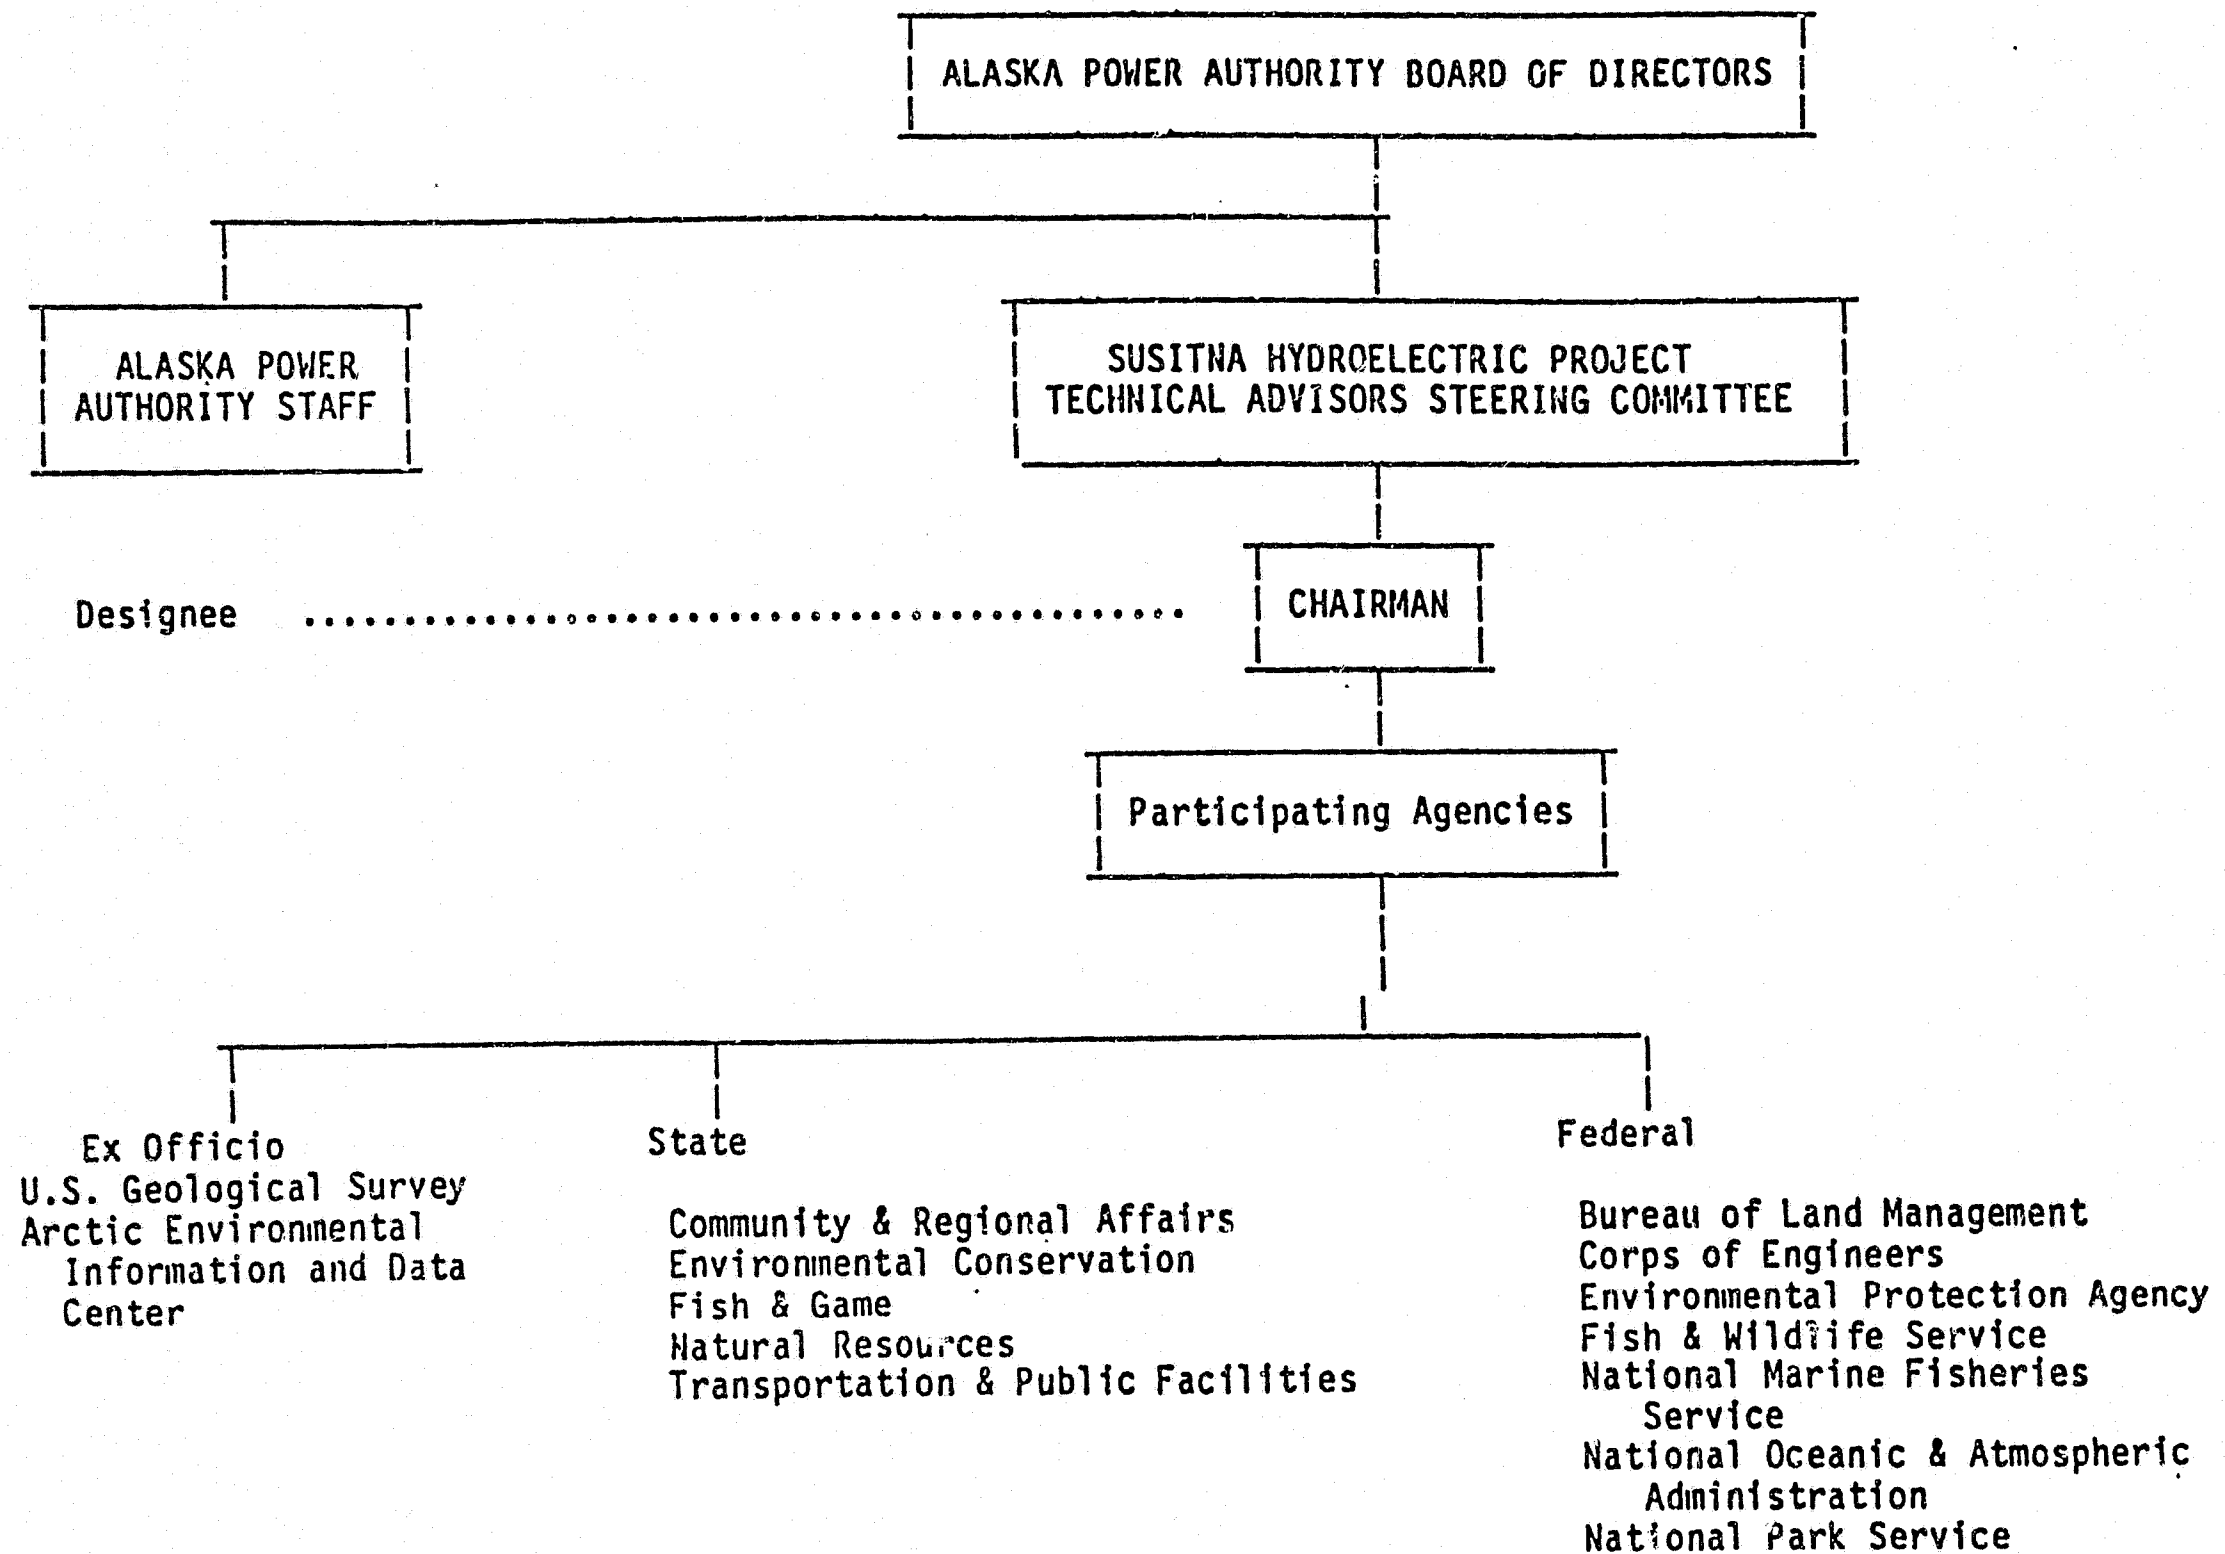 ALASKA POWER AUTHORITY BOARD OF DIRECTORS
ALASKA POWER
AUTHORITY STAFF
SUSITNA HYDROELECTRIC PROJECT
TECHNICAL ADVISORS STEERING COMMITTEE
Designee ............................................
CHAIRMAN
Participating Agencies
Ex Officio
U.S. Geological Survey
Arctic Environmental
Information and Data
Center
State
Community & Regional Affairs
Environmental Conservation
Fish & Game
Natural Resources
Transportation & Public Facilities
Federal
Bureau of Land Management
Corps of Engineers
Environmental Protection Agency
Fish & Wildlife Service
National Marine Fisheries
Service
National Oceanic & Atmospheric
Administration
National Park Service